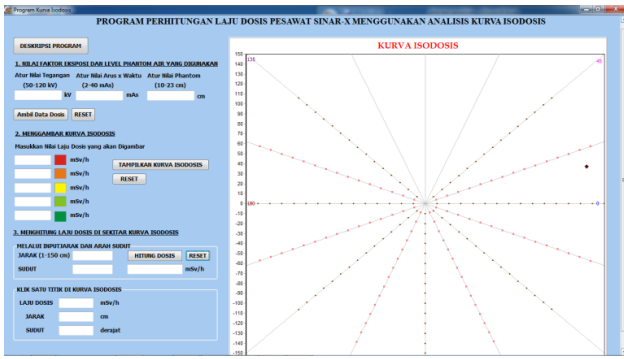 Program Kurva Isodosis
PROGRAM PERHITUNGAN LAJU DOSIS PESAWAT SINAR-X MENGGUNAKAN ANALISIS KURVA ISODOSIS
DESKRIPSI PROGRAM
1. NILAI FAKTOR EKSPOSI DAN LEVEL PHANTOM AIR YANG DIGUNAKAN
Atur Nilai Tegangan Atur Nilai Arus x Waktu Atur Nilai Phantom
(50-120 kV) (2-40 mAs) (10-23 cm)
kV mAs cm
Ambil Data Dosis RESET
2. MENGGAMBAR KURVA ISODOSIS
Masukkan Nilai Laju Dosis yang akan Digambar
mSv/h
mSv/h TAMPILKAN KURVA ISODOSIS
mSv/h RESET
mSv/h
mSv/h
3. MENGHITUNG LAJU DOSIS DI SEKITAR KURVA ISODOSIS
MELALUI INPUTJARAK DAN ARAH SUDUT
JARAK (1-150 cm) HITUNG DOSIS RESET
SUDUT mSv/h
KLIK SATU TITIK DI KURVA ISODOSIS
LAJU DOSIS mSv/h
JARAK cm
SUDUT derajat
KURVA ISODOSIS
150
135 45
140
130
120
110
100
90
80
70
60
50
40
30
20
10
0 180 0
-10
-20
-30
-40
-50
-60
-70
-80
-90
-100
-110
-120
-130
-140
-150